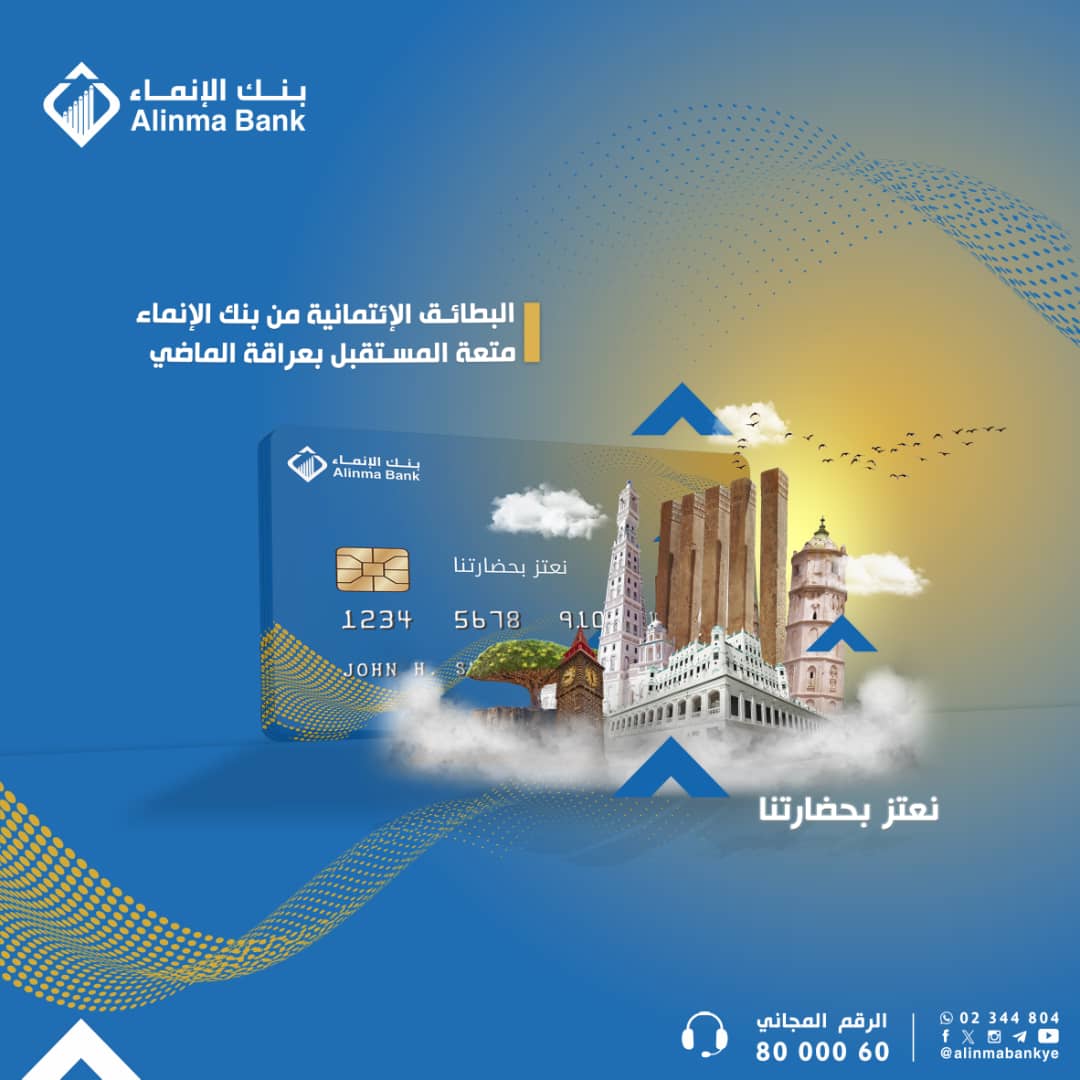 بنك الإنماء
Alinma Bank
البطائق الإئتمانية من بنك الإنماء
متعة المستقبل بعراقة الماضي
بنك الإنماء
Alinma Bank
نعتز بحضارتنا
1234 5678 910
JOHN H.
نعتز بحضارتنا
الرقم المجاني
80 000 60
02 344 804
@alinmabankye